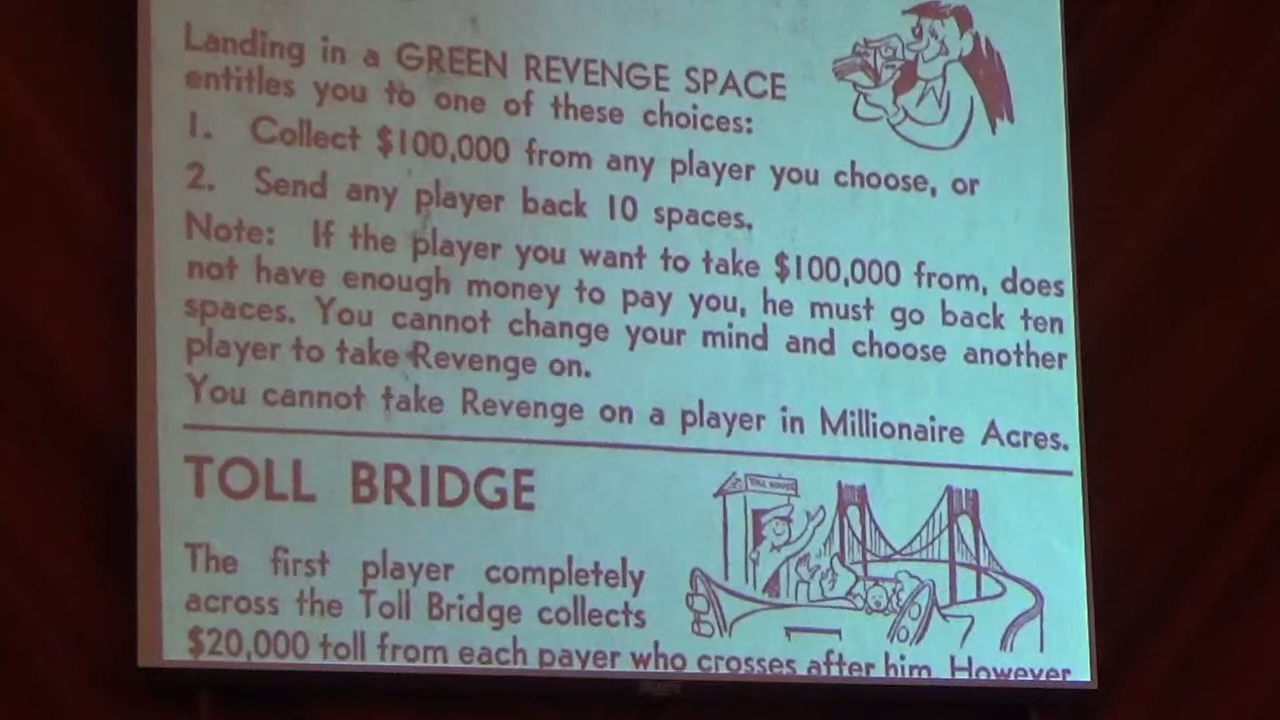 Landing in a GREEN REVENGE SPACE
entitles you to one of these choices:
1. Collect $100,000 from any player you choose, or
2. Send any player back 10 spaces.
Note: If the player you want to take $100,000 from, does
not have enough money to pay you, he must go back ten
spaces. You cannot change your mind and choose another
player to take Revenge on.
You cannot take Revenge on a player in Millionaire Acres.
TOLL BRIDGE
The first player completely
across the Toll Bridge collects
$20,000 toll from each payer who crosses after him. However